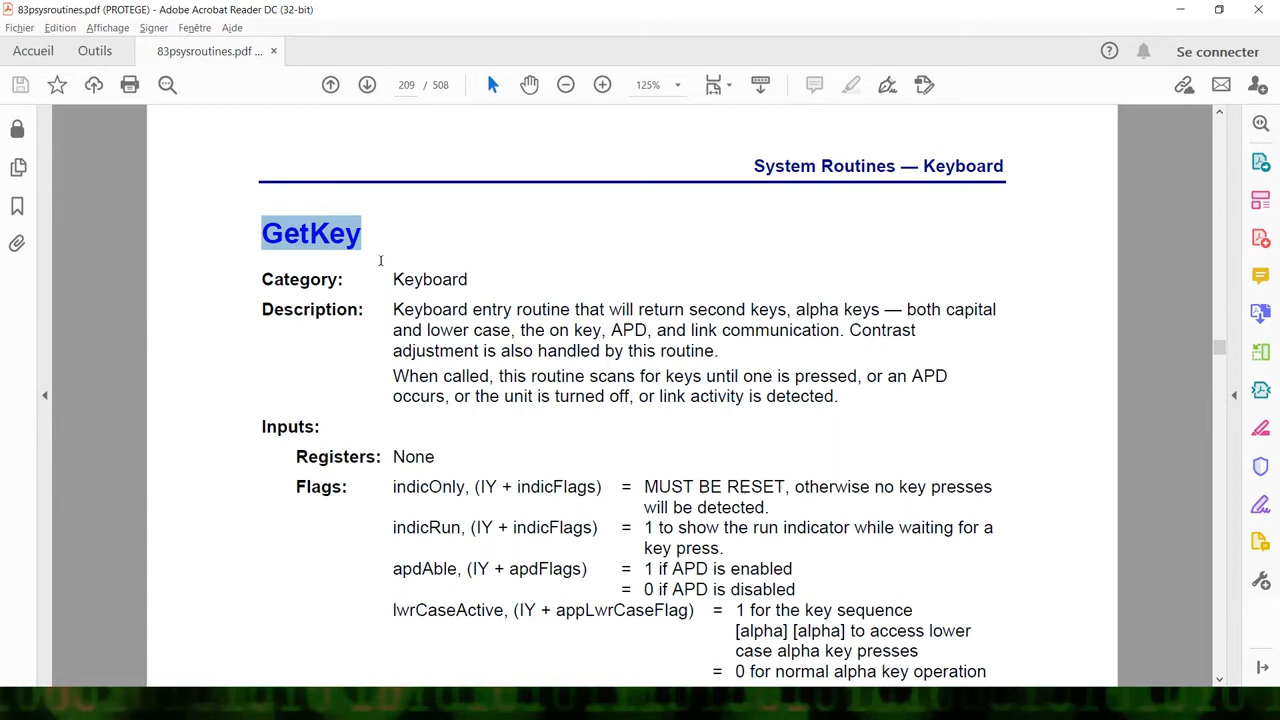 83psysroutines.pdf (PROTEGE) - Adobe Acrobat Reader DC (32-bit)
Fichier Edition Affichage Signer Fenêtre Aide
Accueil Outils 83psysroutines.pdf ... × Se connecter
209 / 508 125%
System Routines — Keyboard
GetKey
Category: Keyboard
Description: Keyboard entry routine that will return second keys, alpha keys — both capital
and lower case, the on key, APD, and link communication. Contrast
adjustment is also handled by this routine.
When called, this routine scans for keys until one is pressed, or an APD
occurs, or the unit is turned off, or link activity is detected.
Inputs:
Registers: None
Flags: indicOnly, (IY + indicFlags) = MUST BE RESET, otherwise no key presses
will be detected.
indicRun, (IY + indicFlags) = 1 to show the run indicator while waiting for a
key press.
apdAble, (IY + apdFlags) = 1 if APD is enabled
= 0 if APD is disabled
lwrCaseActive, (IY + appLwrCaseFlag) = 1 for the key sequence
[alpha] [alpha] to access lower
case alpha key presses
= 0 for normal alpha key operation